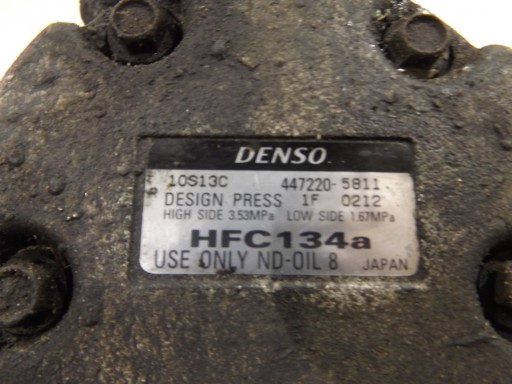 DENSO
10S13C 447220-5811
DESIGN PRESS 1F 0212
HIGH SIDE 3.53MPa LOW SIDE 1.67MPa
HFC134a
USE ONLY ND-OIL 8 JAPAN